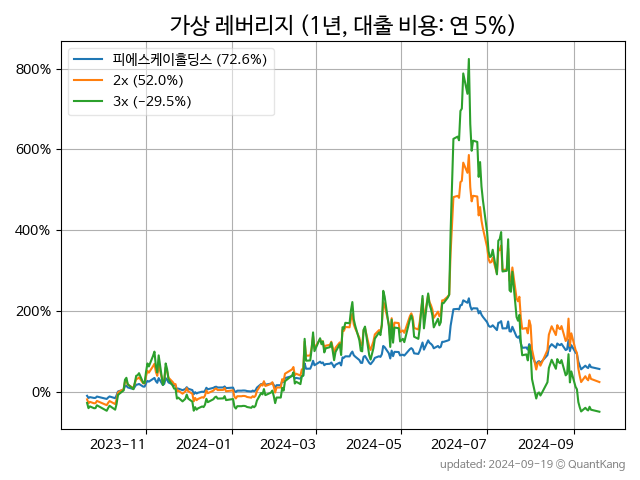 가상 레버리지 (1년, 대출 비용: 연 5%)
피에스케이홀딩스 (72.6%)
2x (52.0%)
3x (−29.5%)
800%
600%
400%
200%
0%
2023-11 2024-01 2024-03 2024-05 2024-07 2024-09
updated: 2024-09-19 © QuantKang